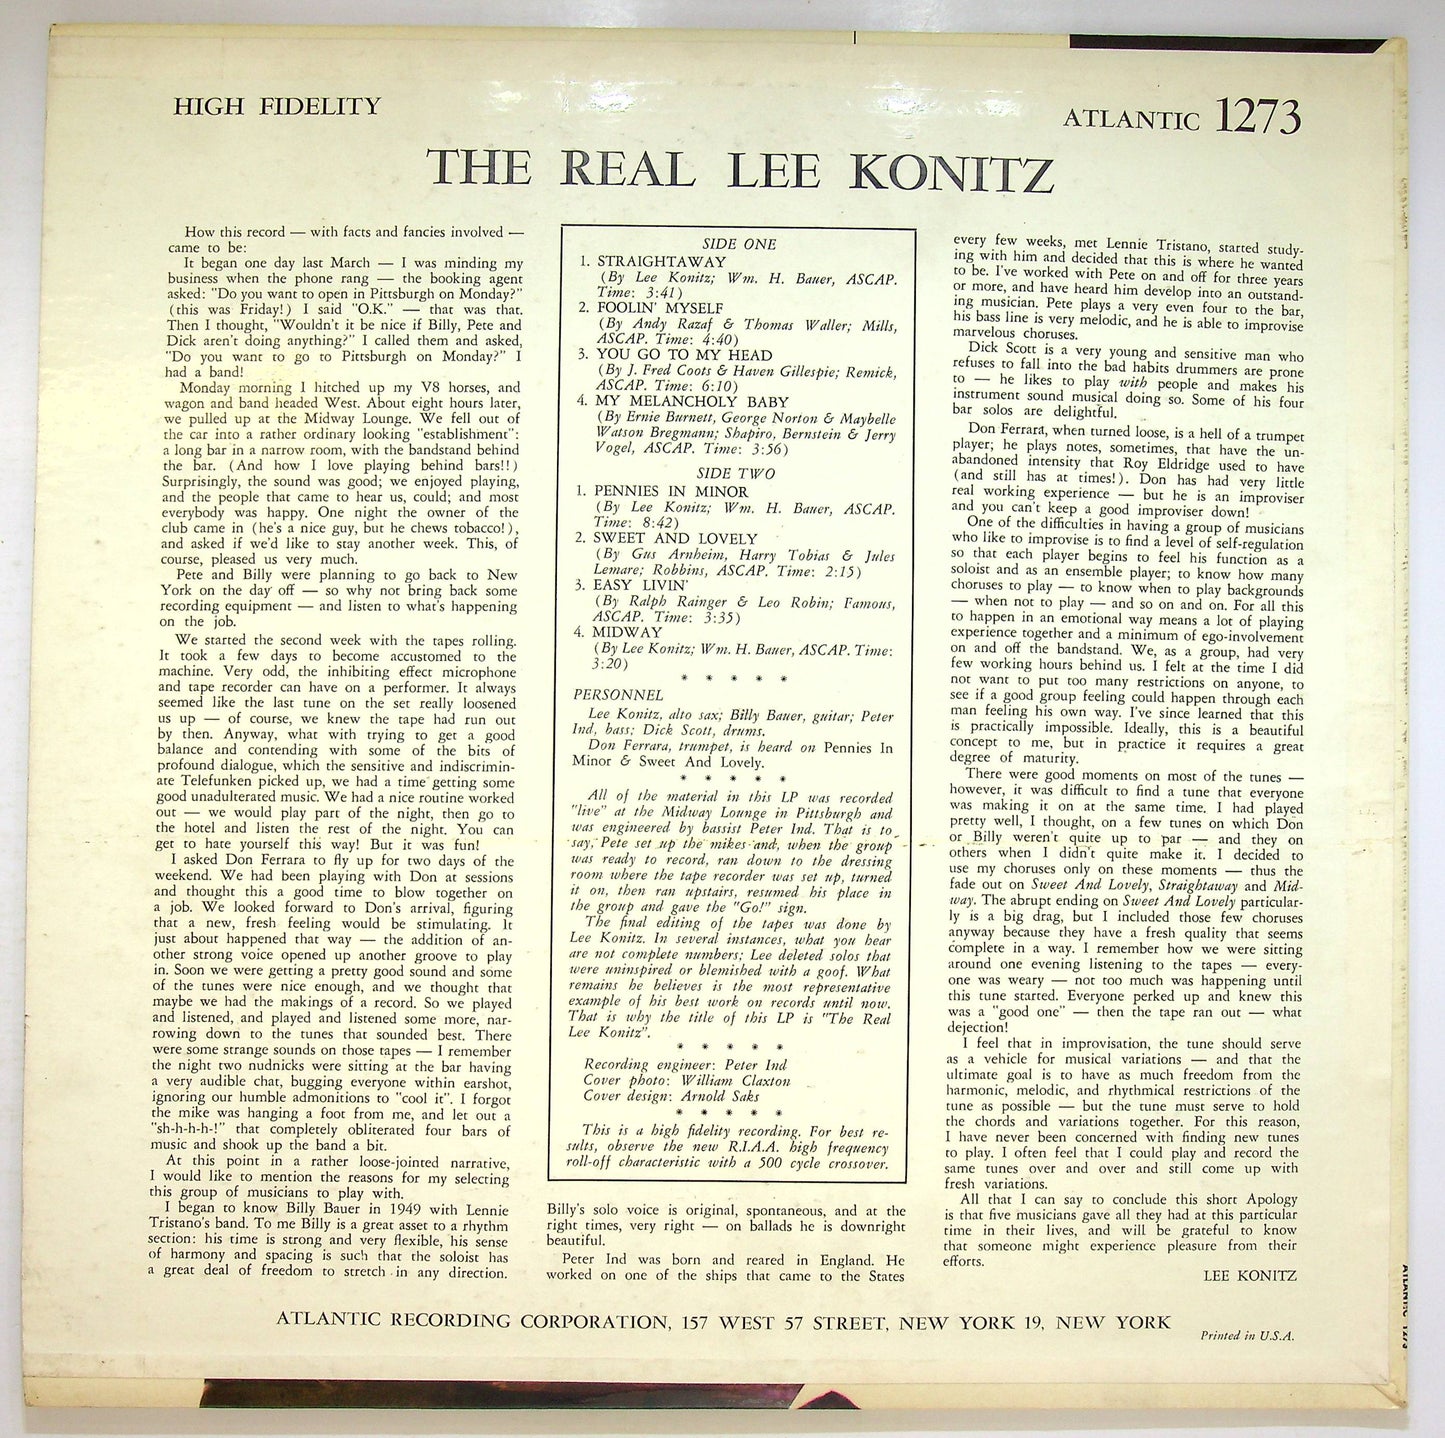 HIGH FIDELITY
ATLANTIC 1273
THE REAL LEE KONITZ
How this record — with facts and fancies involved —
came to be:
It began one day last March — I was minding my
business when the phone rang — the booking agent
asked: "Do you want to open in Pittsburgh on Monday?"
(this was Friday!) I said "O.K." — that was that.
Then I thought, "Wouldn't it be nice if Billy, Pete and
Dick aren't doing anything?" I called them and asked,
"Do you want to go to Pittsburgh on Monday?" I
had a band!
Monday morning I hitched up my V8 horses, and
wagon and band headed West. About eight hours later,
we pulled up at the Midway Lounge. We fell out of
the car into a rather ordinary looking "establishment":
a long bar in a narrow room, with the bandstand behind
the bar. (And how I love playing behind bars!!)
Surprisingly, the sound was good; we enjoyed playing,
and the people that came to hear us, could; and most
everybody was happy. One night the owner of the
club came in (he's a nice guy, but he chews tobacco!),
and asked if we'd like to stay another week. This, of
course, pleased us very much.
Pete and Billy were planning to go back to New
York on the day off — so why not bring back some
recording equipment — and listen to what's happening
on the job.
We started the second week with the tapes rolling.
It took a few days to become accustomed to the
machine. Very odd, the inhibiting effect microphone
and tape recorder can have on a performer. It always
seemed like the last tune on the set really loosened
us up — of course, we knew the tape had run out
by then. Anyway, what with trying to get a good
balance and contending with some of the bits of
profound dialogue, which the sensitive and indiscrimin-
ate Telefunken picked up, we had a time getting some
good unadulterated music. We had a nice routine worked
out — we would play part of the night, then go to
the hotel and listen the rest of the night. You can
get to hate yourself this way! But it was fun!
I asked Don Ferrara to fly up for two days of the
weekend. We had been playing with Don at sessions
and thought this a good time to blow together on
a job. We looked forward to Don's arrival, figuring
that a new, fresh feeling would be stimulating. It
just about happened that way — the addition of an-
other strong voice opened up another groove to play
in. Soon we were getting a pretty good sound and some
of the tunes were nice enough, and we thought that
maybe we had the makings of a record. So we played
and listened, and played and listened some more, nar-
rowing down to the tunes that sounded best. There
were some strange sounds on those tapes — I remember
the night two nudnicks were sitting at the bar having
a very audible chat, bugging everyone within earshot,
ignoring our humble admonitions to "cool it". I forgot
the mike was hanging a foot from me, and let out a
"sh-h-h-h-!" that completely obliterated four bars of
music and shook up the band a bit.
At this point in a rather loose-jointed narrative,
I would like to mention the reasons for my selecting
this group of musicians to play with.
I began to know Billy Bauer in 1949 with Lennie
Tristano's band. To me Billy is a great asset to a rhythm
section: his time is strong and very flexible, his sense
of harmony and spacing is such that the soloist has
a great deal of freedom to stretch in any direction.
SIDE ONE
1. STRAIGHTAWAY
(By Lee Konitz; Wm. H. Bauer, ASCAP.
Time: 3:41)
2. FOOLIN' MYSELF
(By Andy Razaf & Thomas Waller; Mills,
ASCAP. Time: 4:40)
3. YOU GO TO MY HEAD
(By J. Fred Coots & Haven Gillespie; Remick,
ASCAP. Time: 6:10)
4. MY MELANCHOLY BABY
(By Ernie Burnett, George Norton & Maybelle
Watson Bregmann; Shapiro, Bernstein & Jerry
Vogel, ASCAP. Time: 3:56)
SIDE TWO
1. PENNIES IN MINOR
(By Lee Konitz; Wm. H. Bauer, ASCAP.
Time: 8:42)
2. SWEET AND LOVELY
(By Gus Arnheim, Harry Tobias & Jules
Lemare; Robbins, ASCAP. Time: 2:15)
3. EASY LIVIN'
(By Ralph Rainger & Leo Robin; Famous,
ASCAP. Time: 3:35)
4. MIDWAY
(By Lee Konitz; Wm. H. Bauer, ASCAP. Time:
3:20)
* * * * *
PERSONNEL
Lee Konitz, alto sax; Billy Bauer, guitar; Peter
Ind, bass; Dick Scott, drums.
Don Ferrara, trumpet, is heard on Pennies In
Minor & Sweet And Lovely.
* * * * *
All of the material in this LP was recorded
"live" at the Midway Lounge in Pittsburgh and
was engineered by bassist Peter Ind. That is to
say, Pete set up the mikes and, when the group
was ready to record, ran down to the dressing
room where the tape recorder was set up, turned
it on, then ran upstairs, resumed his place in
the group and gave the "Go!" sign.
The final editing of the tapes was done by
Lee Konitz. In several instances, what you hear
are not complete numbers; Lee deleted solos that
were uninspired or blemished with a goof. What
remains he believes is the most representative
example of his best work on records until now.
That is why the title of this LP is "The Real
Lee Konitz".
* * * * *
Recording engineer: Peter Ind
Cover photo: William Claxton
Cover design: Arnold Saks
* * * * *
This is a high fidelity recording. For best re-
sults, observe the new R.I.A.A. high frequency
roll-off characteristic with a 500 cycle crossover.
Billy's solo voice is original, spontaneous, and at the
right times, very right — on ballads he is downright
beautiful.
Peter Ind was born and reared in England. He
worked on one of the ships that came to the States
every few weeks, met Lennie Tristano, started study-
ing with him and decided that this is where he wanted
to be. I've worked with Pete on and off for three years
or more, and have heard him develop into an outstand-
ing musician. Pete plays a very even four to the bar,
his bass line is very melodic, and he is able to improvise
marvelous choruses.
Dick Scott is a very young and sensitive man who
refuses to fall into the bad habits drummers are prone
to — he likes to play with people and makes his
instrument sound musical doing so. Some of his four
bar solos are delightful.
Don Ferrara, when turned loose, is a hell of a trumpet
player; he plays notes, sometimes, that have the un-
abandoned intensity that Roy Eldridge used to have
(and still has at times!). Don has had very little
real working experience — but he is an improviser
and you can't keep a good improviser down!
One of the difficulties in having a group of musicians
who like to improvise is to find a level of self-regulation
so that each player begins to feel his function as a
soloist and as an ensemble player; to know how many
choruses to play — to know when to play backgrounds
— when not to play — and so on and on. For all this
to happen in an emotional way means a lot of playing
experience together and a minimum of ego-involvement
on and off the bandstand. We, as a group, had very
few working hours behind us. I felt at the time I did
not want to put too many restrictions on anyone, to
see if a good group feeling could happen through each
man feeling his own way. I've since learned that this
is practically impossible. Ideally, this is a beautiful
concept to me, but in practice it requires a great
degree of maturity.
There were good moments on most of the tunes —
however, it was difficult to find a tune that everyone
was making it on at the same time. I had played
pretty well, I thought, on a few tunes on which Don
or Billy weren't quite up to par — and they on
others when I didn't quite make it. I decided to
use my choruses only on these moments — thus the
fade out on Sweet And Lovely, Straightaway and Mid-
way. The abrupt ending on Sweet And Lovely particular-
ly is a big drag, but I included those few choruses
anyway because they have a fresh quality that seems
complete in a way. I remember how we were sitting
around one evening listening to the tapes — every-
one was weary — not too much was happening until
this tune started. Everyone perked up and knew this
was a "good one" — then the tape ran out — what
dejection!
I feel that in improvisation, the tune should serve
as a vehicle for musical variations — and that the
ultimate goal is to have as much freedom from the
harmonic, melodic, and rhythmical restrictions of the
tune as possible — but the tune must serve to hold
the chords and variations together. For this reason,
I have never been concerned with finding new tunes
to play. I often feel that I could play and record the
same tunes over and over and still come up with
fresh variations.
All that I can say to conclude this short Apology
is that five musicians gave all they had at this particular
time in their lives, and will be grateful to know
that someone might experience pleasure from their
efforts.
LEE KONITZ
ATLANTIC RECORDING CORPORATION, 157 WEST 57 STREET, NEW YORK 19, NEW YORK
Printed in U.S.A.
ATLANTIC 1273